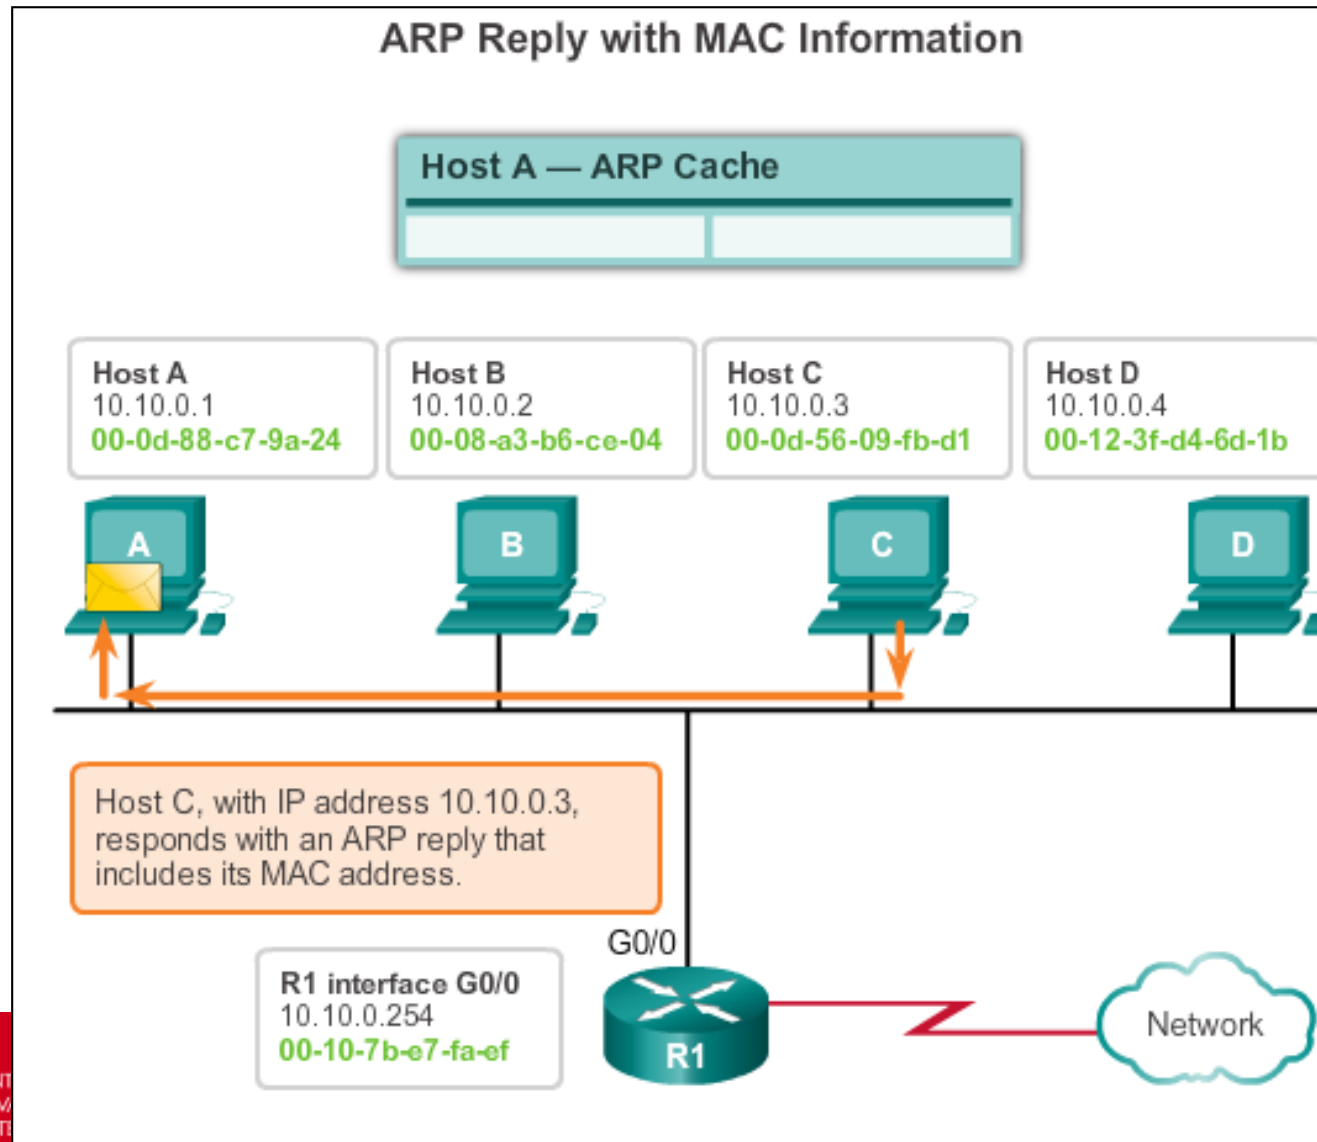 ARP Reply with MAC Information
Host A — ARP Cache
Host A
10.10.0.1
00-0d-88-c7-9a-24
Host B
10.10.0.2
00-08-a3-b6-ce-04
Host C
10.10.0.3
00-0d-56-09-fb-d1
Host D
10.10.0.4
00-12-3f-d4-6d-1b
A
B
C
D
Host C, with IP address 10.10.0.3,
responds with an ARP reply that
includes its MAC address.
G0/0
R1 interface G0/0
10.10.0.254
00-10-7b-e7-fa-ef
R1
Network